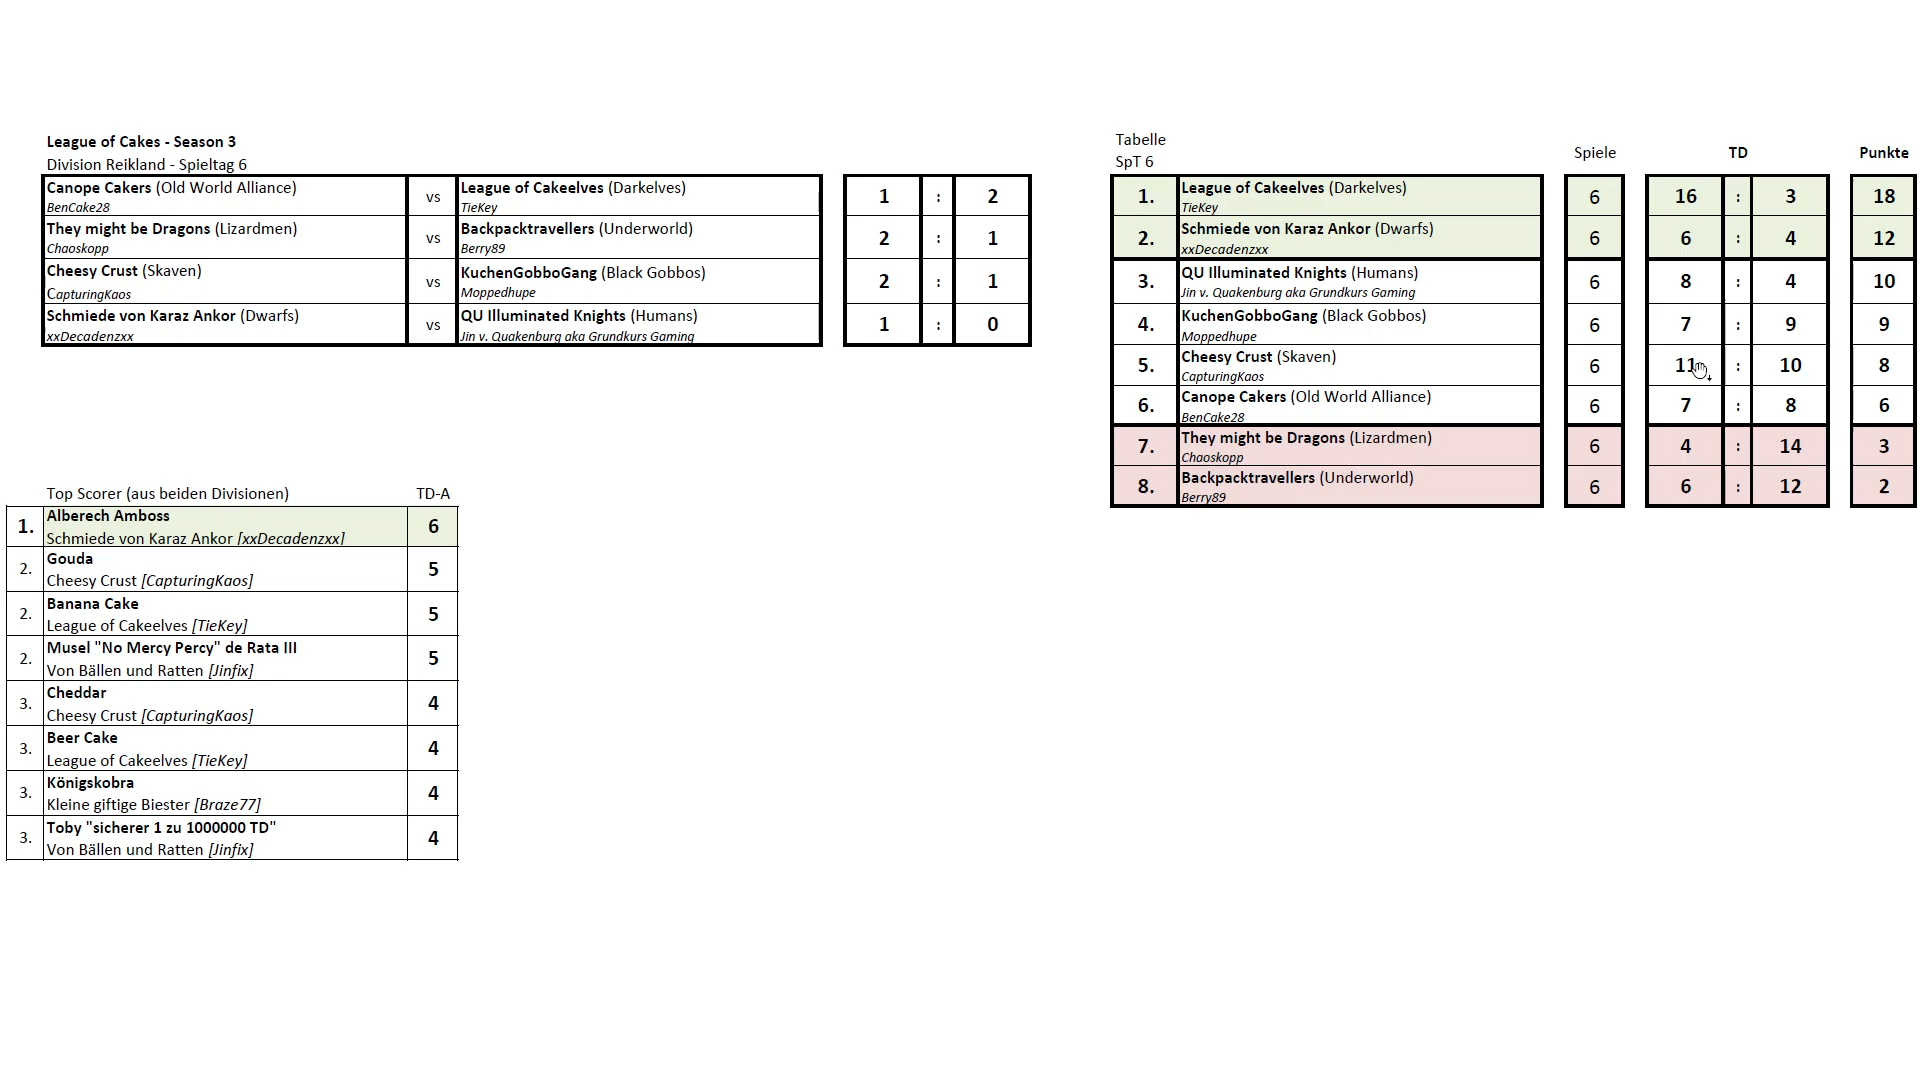 League of Cakes - Season 3
Division Reikland - Spieltag 6
Canope Cakers (Old World Alliance)
BenCake28
vs
League of Cakeelves (Darkelves)
TieKey
1 : 2
They might be Dragons (Lizardmen)
Chaoskopp
vs
Backpacktravellers (Underworld)
Berry89
2 : 1
Cheesy Crust (Skaven)
CapturingKaos
vs
KuchenGobboGang (Black Gobbos)
Moppedhupe
2 : 1
Schmiede von Karaz Ankor (Dwarfs)
xxDecadenzxx
vs
QU Illuminated Knights (Humans)
Jin v. Quakenburg aka Grundkurs Gaming
1 : 0
Tabelle
SpT 6
Spiele TD Punkte
1.
League of Cakeelves (Darkelves)
TieKey
6 16 : 3 18
2.
Schmiede von Karaz Ankor (Dwarfs)
xxDecadenzxx
6 6 : 4 12
3.
QU Illuminated Knights (Humans)
Jin v. Quakenburg aka Grundkurs Gaming
6 8 : 4 10
4.
KuchenGobboGang (Black Gobbos)
Moppedhupe
6 7 : 9 9
5.
Cheesy Crust (Skaven)
CapturingKaos
6 11 : 10 8
6.
Canope Cakers (Old World Alliance)
BenCake28
6 7 : 8 6
7.
They might be Dragons (Lizardmen)
Chaoskopp
6 4 : 14 3
8.
Backpacktravellers (Underworld)
Berry89
6 6 : 12 2
Top Scorer (aus beiden Divisionen) TD-A
1.
Alberech Amboss
Schmiede von Karaz Ankor [xxDecadenzxx]
6
2.
Gouda
Cheesy Crust [CapturingKaos]
5
2.
Banana Cake
League of Cakeelves [TieKey]
5
2.
Musel "No Mercy Percy" de Rata III
Von Bällen und Ratten [Jinfix]
5
3.
Cheddar
Cheesy Crust [CapturingKaos]
4
3.
Beer Cake
League of Cakeelves [TieKey]
4
3.
Königskobra
Kleine giftige Biester [Braze77]
4
3.
Toby "sicherer 1 zu 1000000 TD"
Von Bällen und Ratten [Jinfix]
4